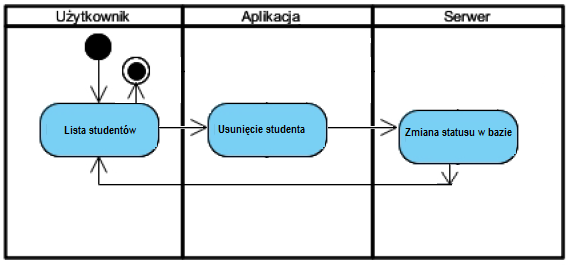 Użytkownik
Aplikacja
Serwer
Lista studentów
Usunięcie studenta
Zmiana statusu w bazie